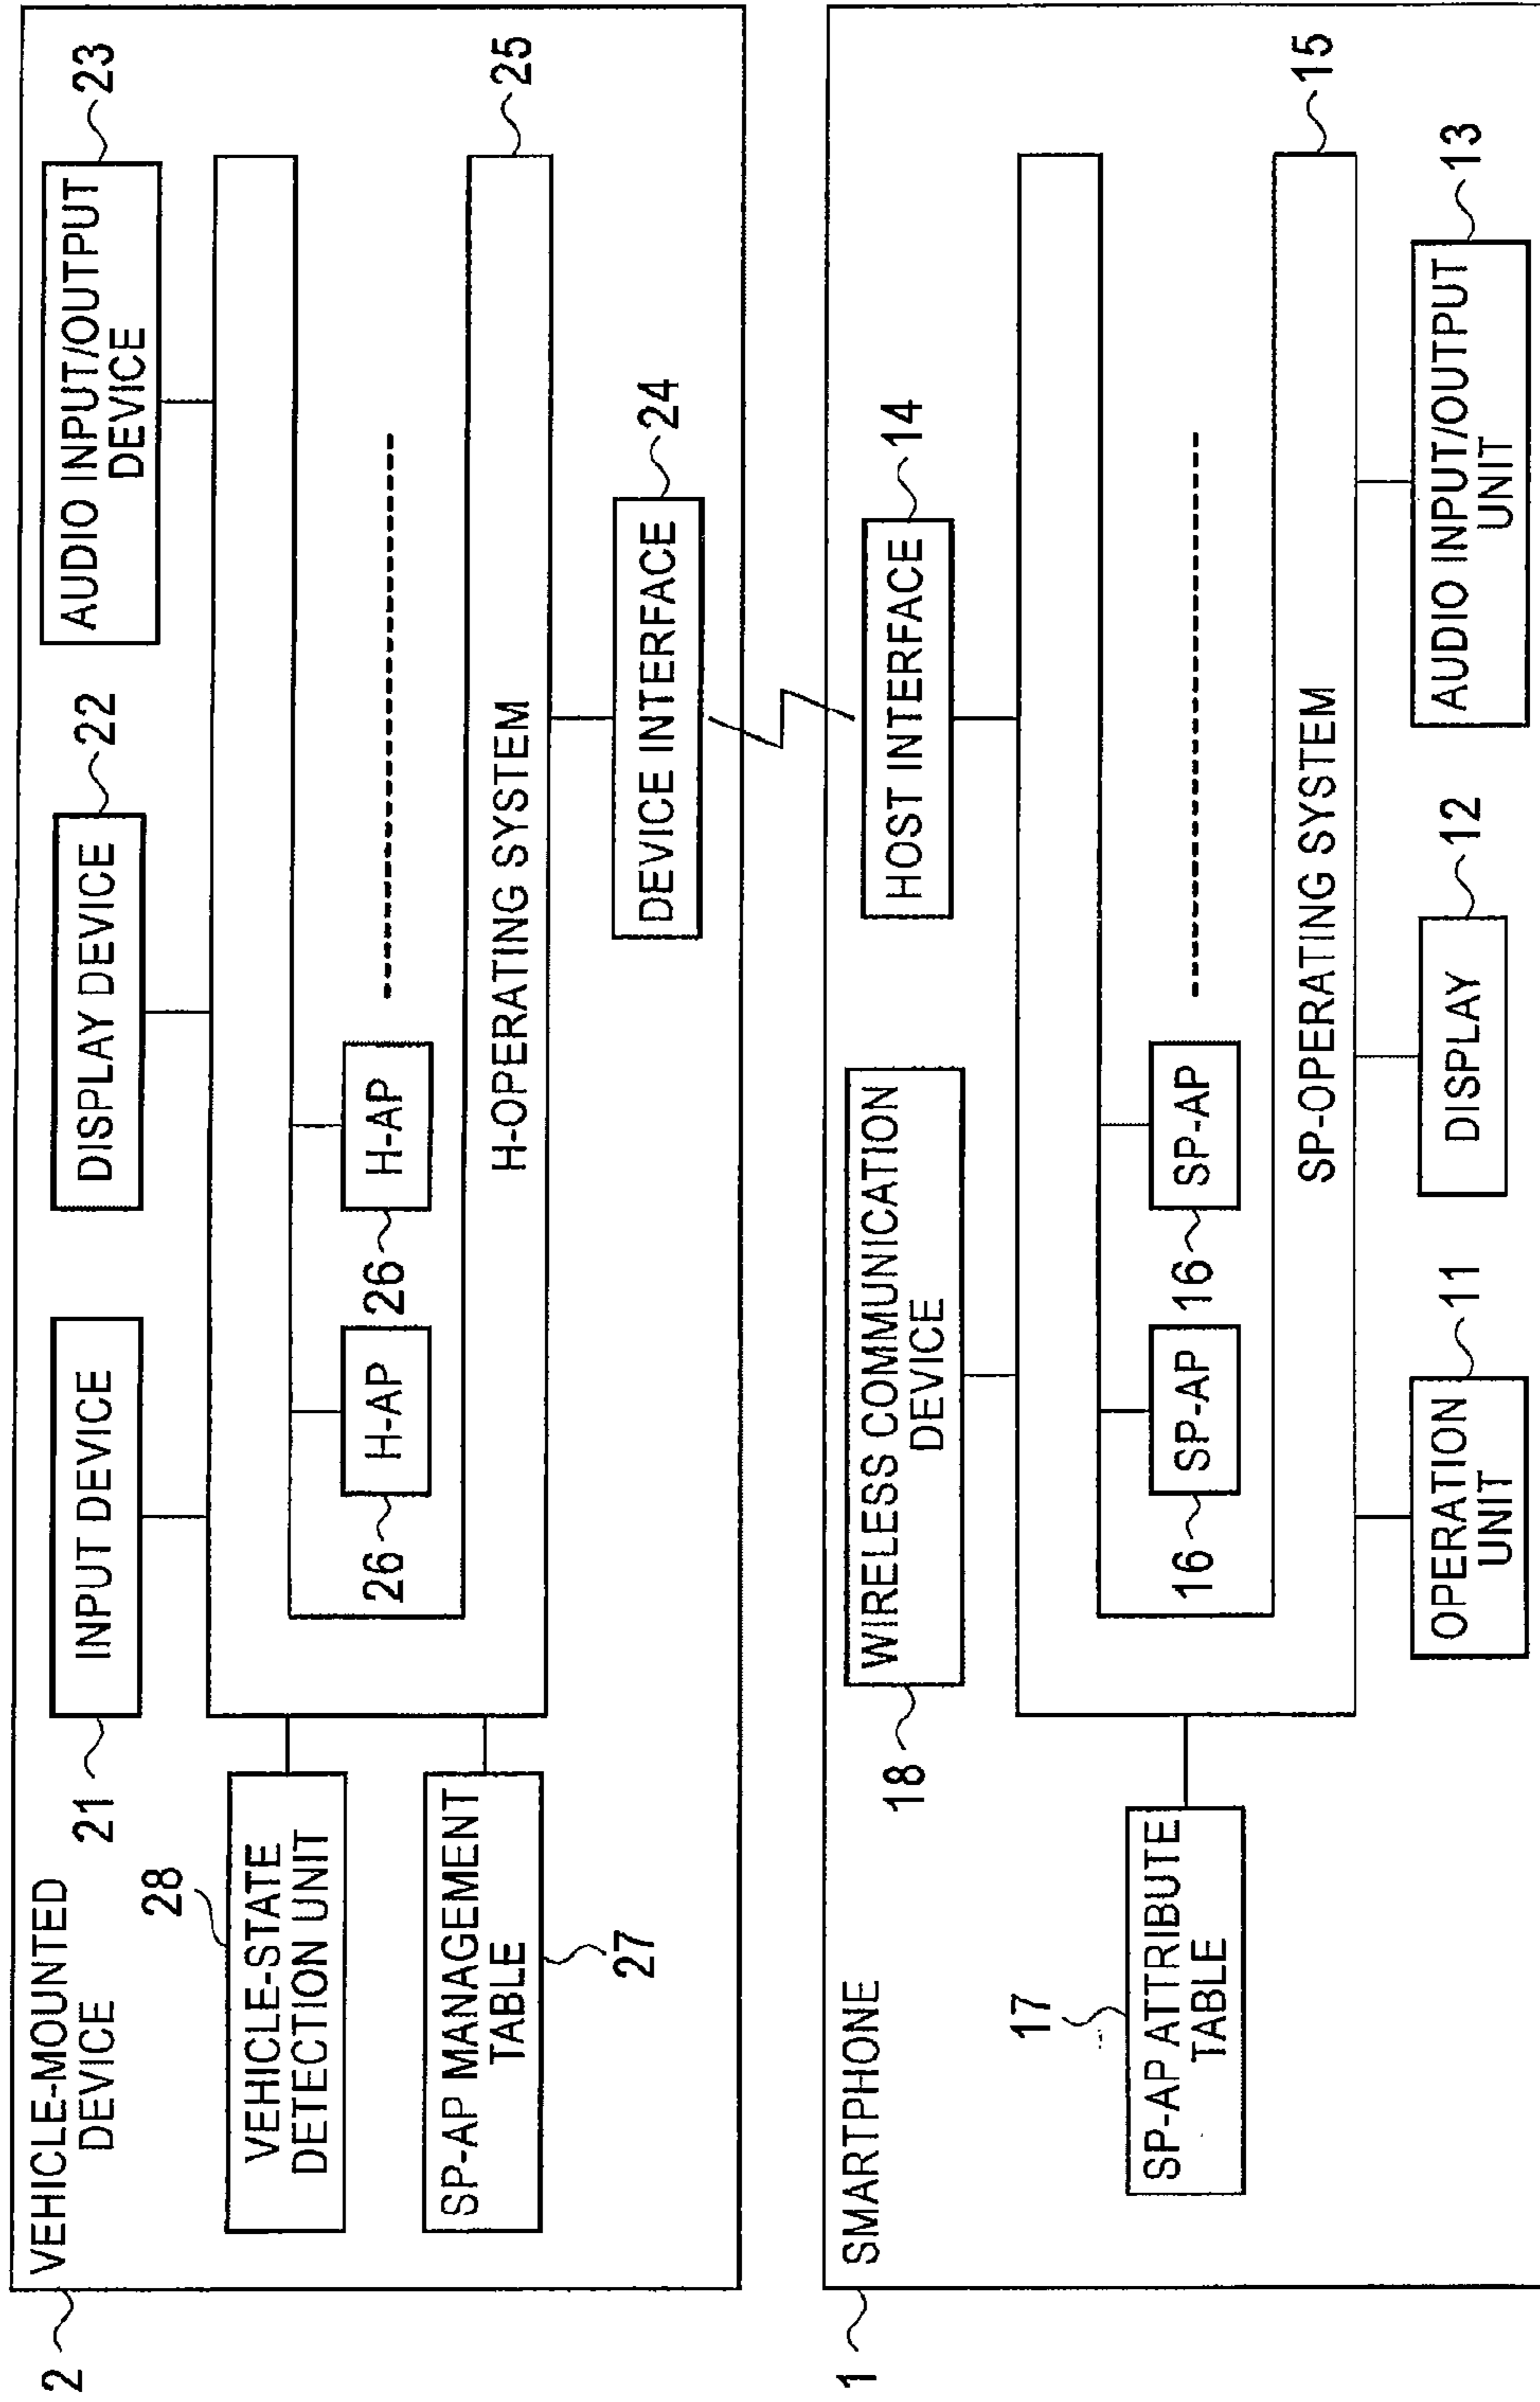 2
VEHICLE-MOUNTED
DEVICE
21
INPUT DEVICE
DISPLAY DEVICE
22
AUDIO INPUT/OUTPUT
DEVICE
23
28
VEHICLE-STATE
DETECTION UNIT
SP-AP MANAGEMENT
TABLE
27
26
H-AP
26
H-AP
H-OPERATING SYSTEM
25
DEVICE INTERFACE
24
1
SMARTPHONE
18
WIRELESS COMMUNICATION
DEVICE
HOST INTERFACE
14
17
SP-AP ATTRIBUTE
TABLE
16
SP-AP
16
SP-AP
SP-OPERATING SYSTEM
15
OPERATION
UNIT
11
DISPLAY
12
AUDIO INPUT/OUTPUT
UNIT
13